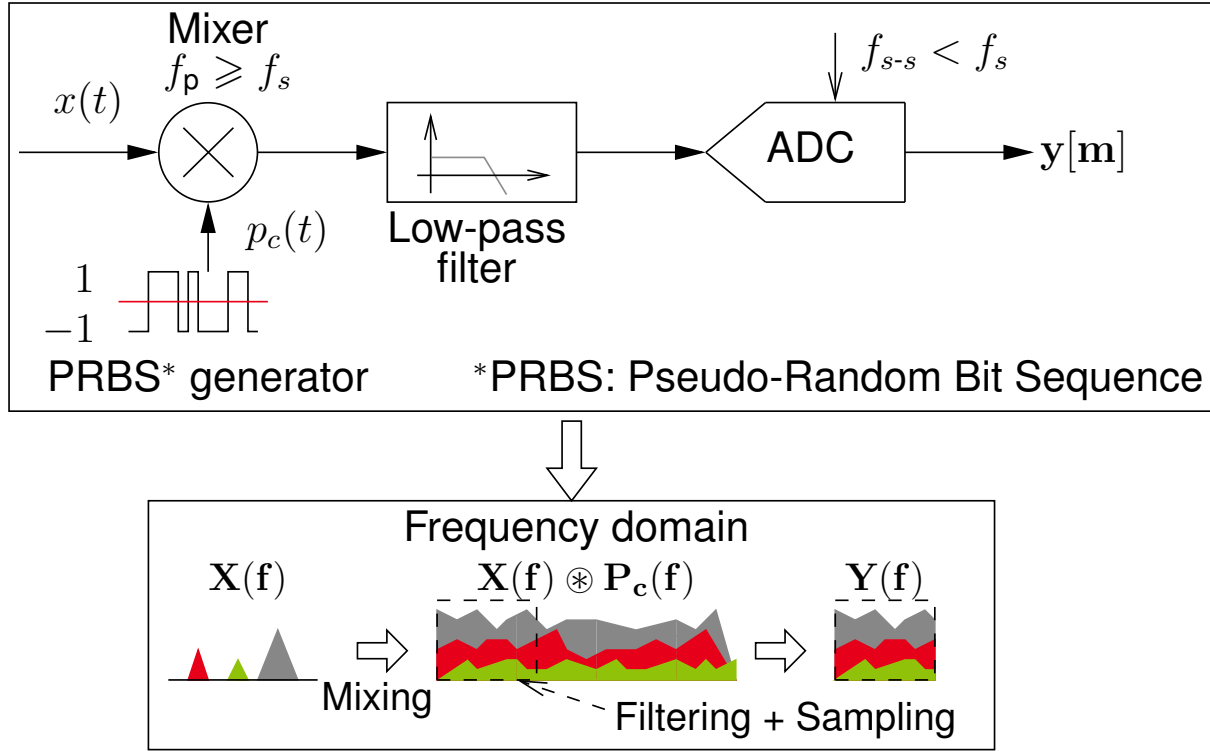 Mixer
f_p ⩾ f_s
x(t)
f_{s-s} < f_s
ADC
y[m]
p_c(t)
Low-pass
filter
1
−1
PRBS* generator
*PRBS: Pseudo-Random Bit Sequence
Frequency domain
X(f)
X(f) ⊛ P_c(f)
Y(f)
Mixing
Filtering + Sampling